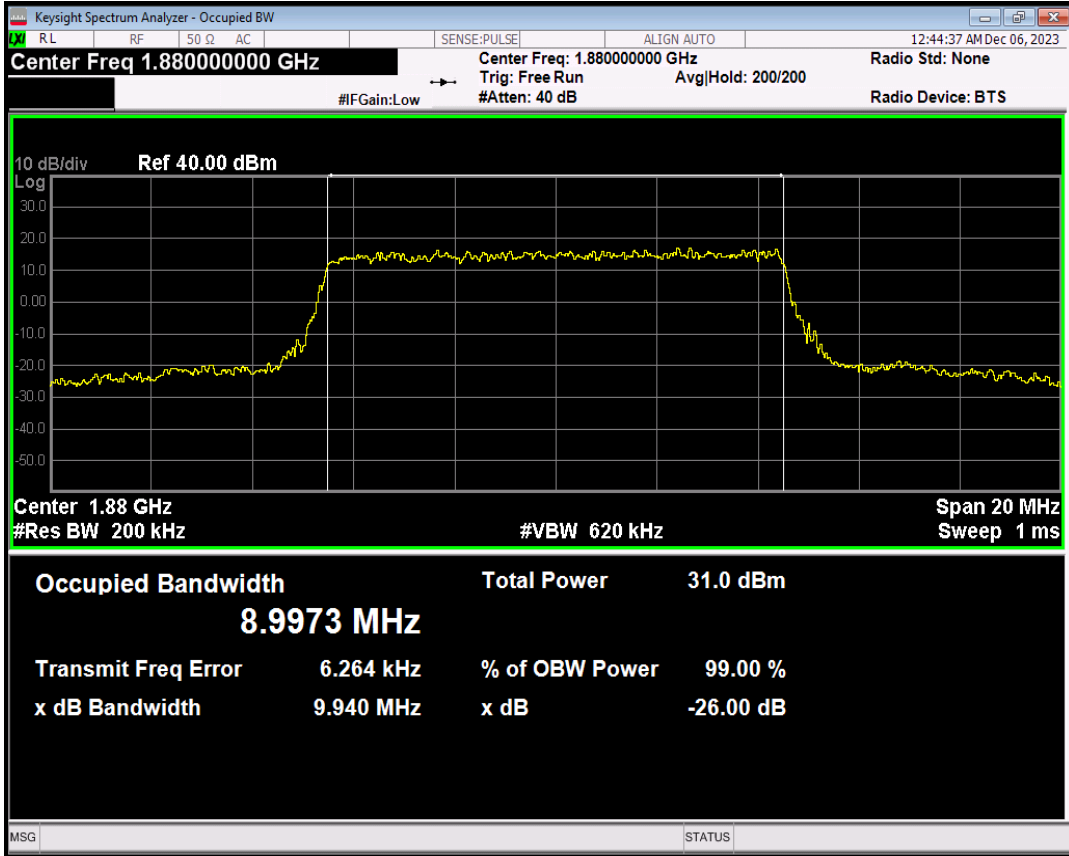 Keysight Spectrum Analyzer - Occupied BW
LXI RL RF 50 Ω AC SENSE:PULSE ALIGN AUTO 12:44:37 AM Dec 06, 2023
Center Freq 1.880000000 GHz Center Freq: 1.880000000 GHz Radio Std: None
Trig: Free Run Avg|Hold: 200/200
#IFGain:Low #Atten: 40 dB Radio Device: BTS
10 dB/div Ref 40.00 dBm
Log
30.0
20.0
10.0
0.00
-10.0
-20.0
-30.0
-40.0
-50.0
Center 1.88 GHz Span 20 MHz
#Res BW 200 kHz #VBW 620 kHz Sweep 1 ms
Occupied Bandwidth Total Power 31.0 dBm
8.9973 MHz
Transmit Freq Error 6.264 kHz % of OBW Power 99.00 %
x dB Bandwidth 9.940 MHz x dB -26.00 dB
MSG STATUS